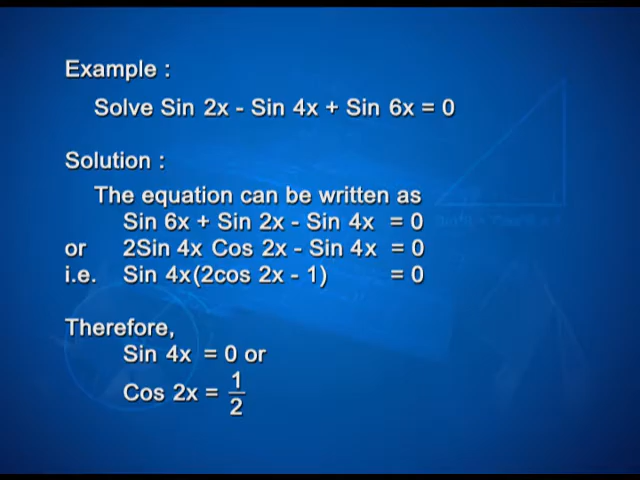 Example :
Solve Sin 2x - Sin 4x + Sin 6x = 0
Solution :
The equation can be written as
Sin 6x + Sin 2x - Sin 4x = 0
or 2Sin 4x Cos 2x - Sin 4x = 0
i.e. Sin 4x(2cos 2x - 1) = 0
Therefore,
Sin 4x = 0 or
Cos 2x = 1/2